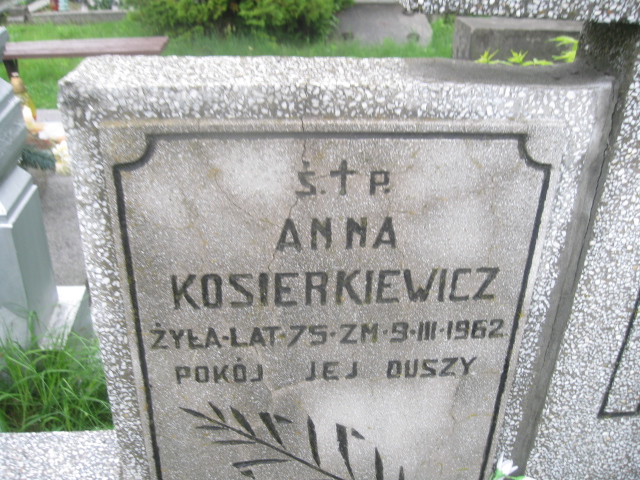 Ś. † P.
ANNA
KOSIERKIEWICZ
ŻYŁA·LAT·75·ZM·9·III·1962
POKÓJ JEJ DUSZY